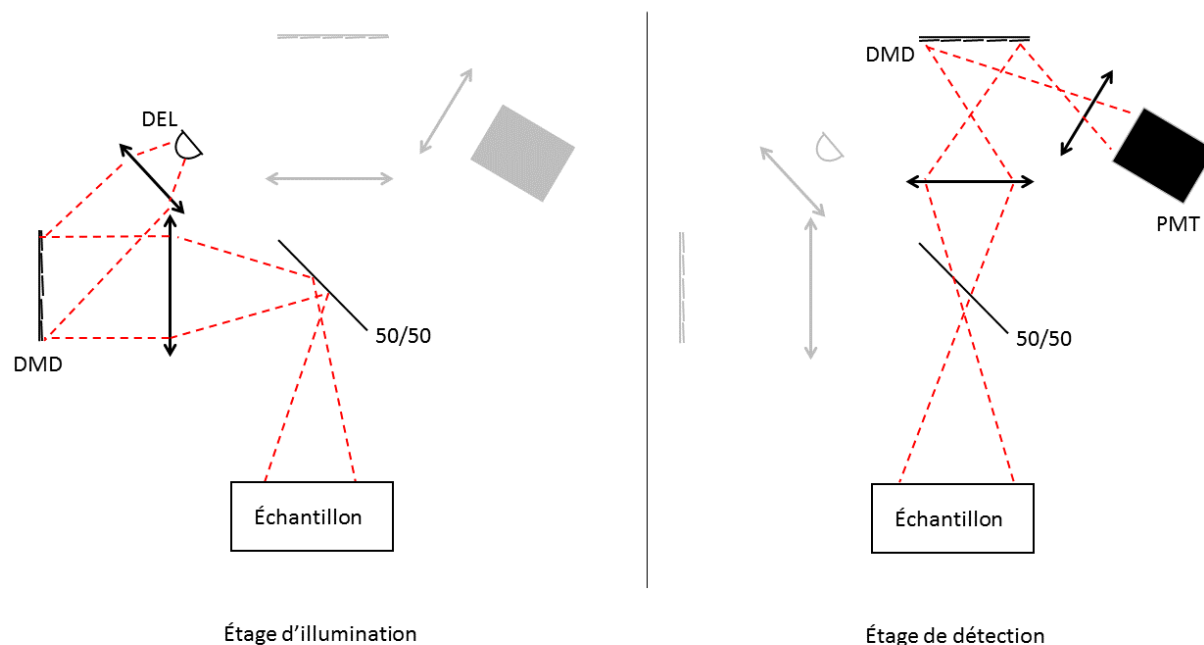 DEL
DMD
50/50
Échantillon
Étage d'illumination
DMD
PMT
50/50
Échantillon
Étage de détection